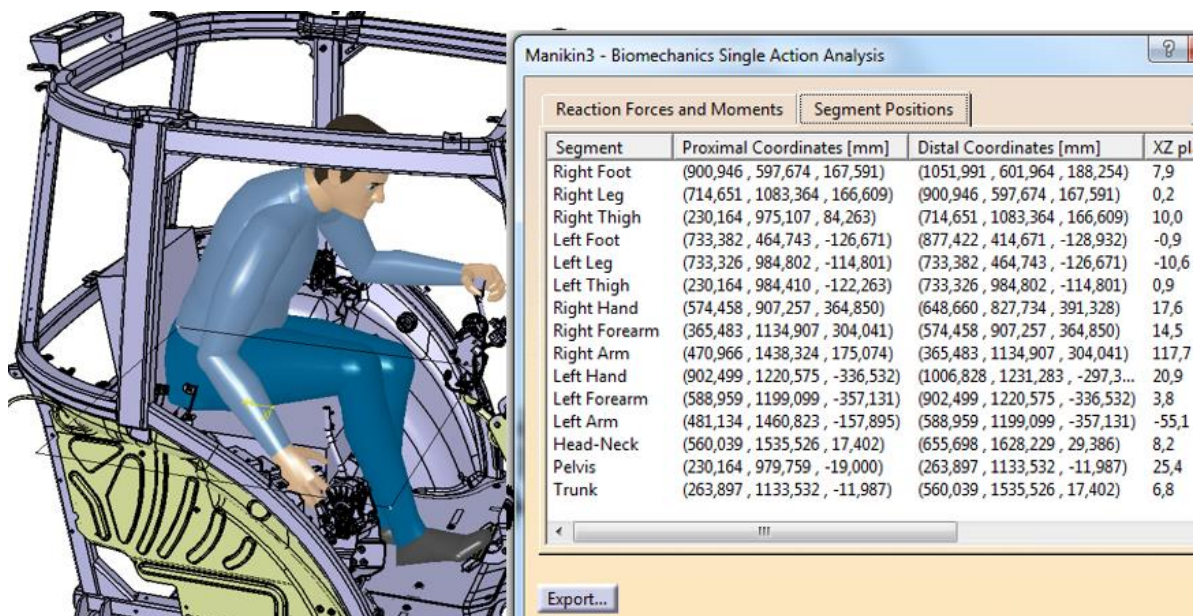 Manikin3 - Biomechanics Single Action Analysis
Reaction Forces and Moments Segment Positions
Segment Proximal Coordinates [mm] Distal Coordinates [mm] XZ pl
Right Foot (900,946 , 597,674 , 167,591) (1051,991 , 601,964 , 188,254) 7,9
Right Leg (714,651 , 1083,364 , 166,609) (900,946 , 597,674 , 167,591) 0,2
Right Thigh (230,164 , 975,107 , 84,263) (714,651 , 1083,364 , 166,609) 10,0
Left Foot (733,382 , 464,743 , -126,671) (877,422 , 414,671 , -128,932) -0,9
Left Leg (733,326 , 984,802 , -114,801) (733,382 , 464,743 , -126,671) -10,6
Left Thigh (230,164 , 984,410 , -122,263) (733,326 , 984,802 , -114,801) 0,9
Right Hand (574,458 , 907,257 , 364,850) (648,660 , 827,734 , 391,328) 17,6
Right Forearm (365,483 , 1134,907 , 304,041) (574,458 , 907,257 , 364,850) 14,5
Right Arm (470,966 , 1438,324 , 175,074) (365,483 , 1134,907 , 304,041) 117,7
Left Hand (902,499 , 1220,575 , -336,532) (1006,828 , 1231,283 , -297,3... 20,9
Left Forearm (588,959 , 1199,099 , -357,131) (902,499 , 1220,575 , -336,532) 3,8
Left Arm (481,134 , 1460,823 , -157,895) (588,959 , 1199,099 , -357,131) -55,1
Head-Neck (560,039 , 1535,526 , 17,402) (655,698 , 1628,229 , 29,386) 8,2
Pelvis (230,164 , 979,759 , -19,000) (263,897 , 1133,532 , -11,987) 25,4
Trunk (263,897 , 1133,532 , -11,987) (560,039 , 1535,526 , 17,402) 6,8
Export...